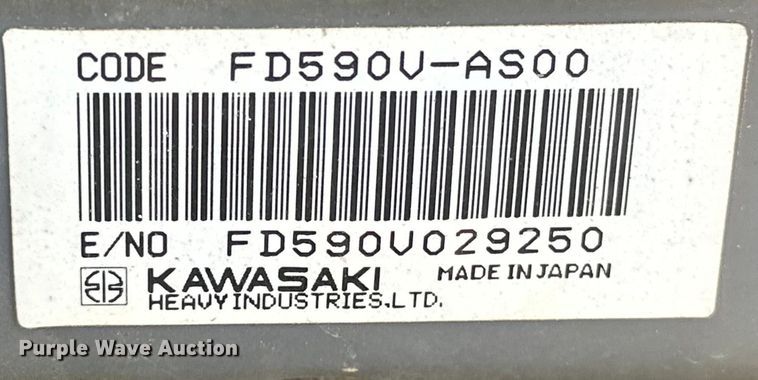 CODE FD590V-AS00
E/NO FD590V029250
KAWASAKI MADE IN JAPAN
HEAVY INDUSTRIES.LTD.
Purple Wave Auction